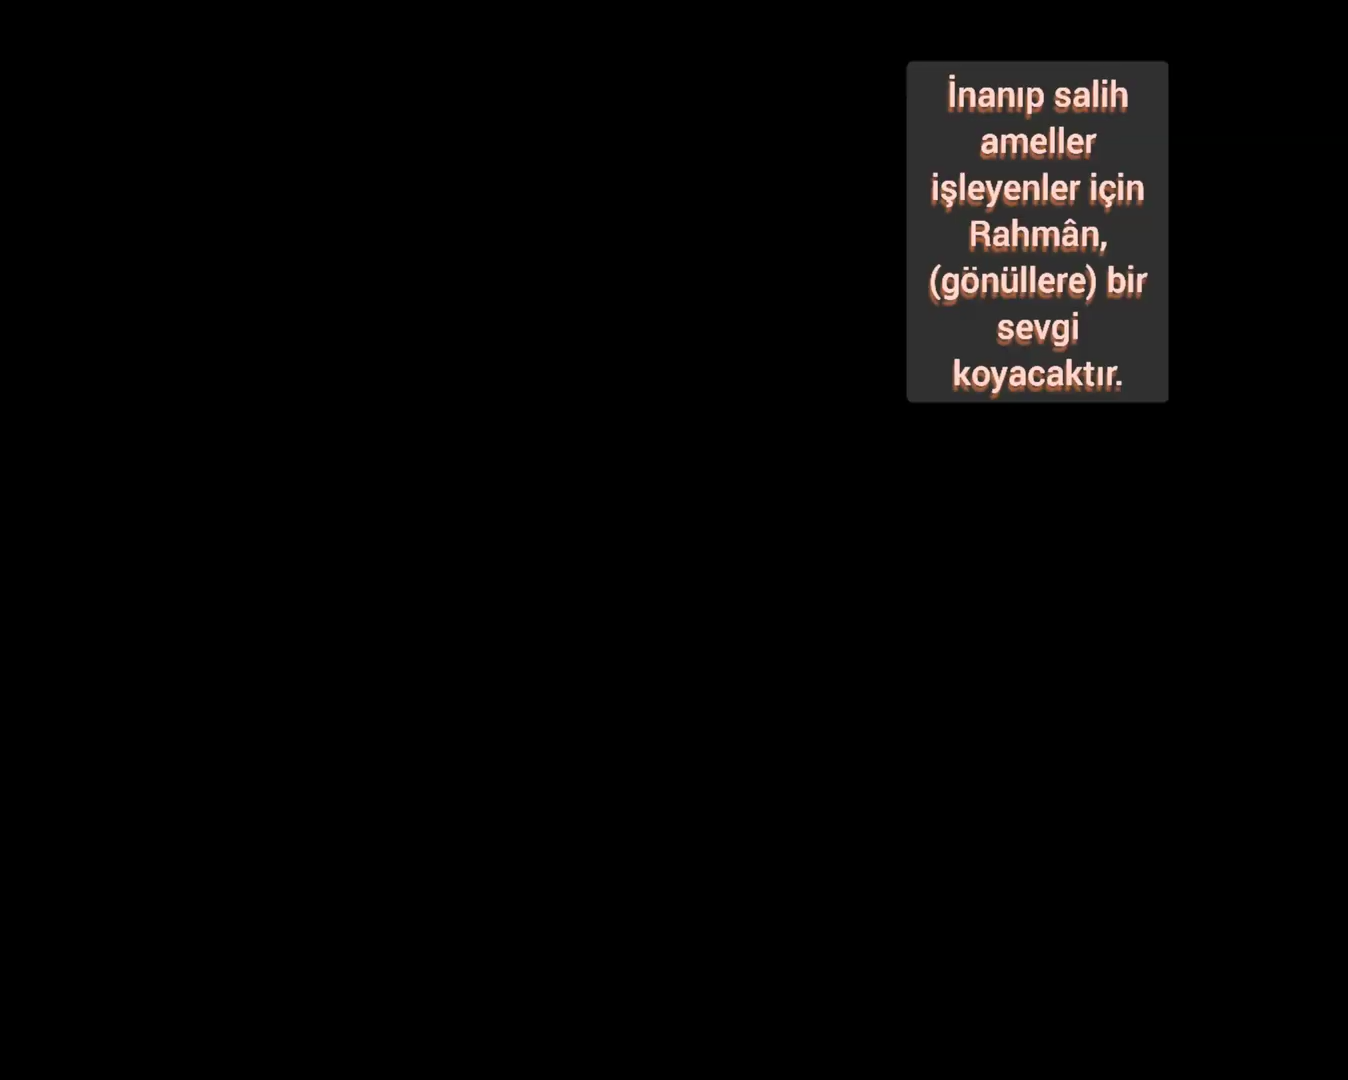 İnanıp salih
ameller
işleyenler için
Rahmân,
(gönüllere) bir
sevgi
koyacaktır.